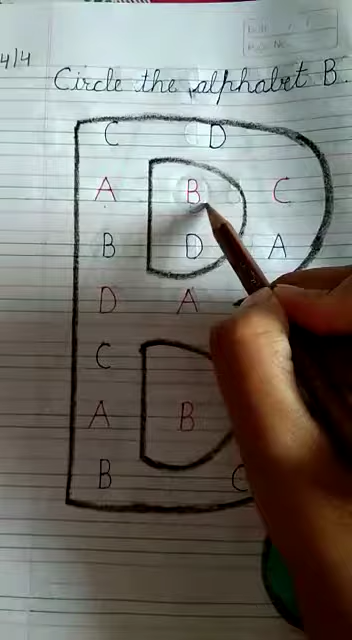 4/4
Circle the alphabet B.
C D
A B C
B D A
D A
C
A B
B C